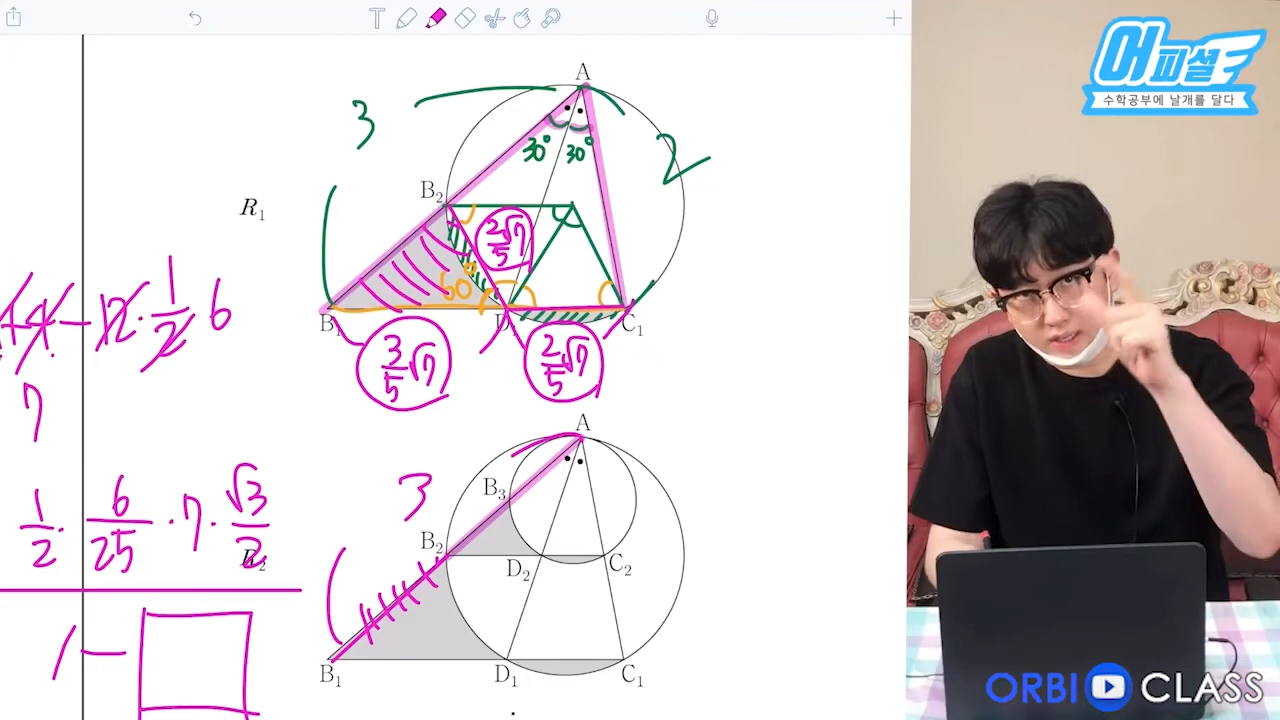 어피셜
수학공부에 날개를 달다
A
3
30° 30°
2
B₂
R₁
2/5√7
60°
B₁
D₁
C₁
3/5√7
2/5√7
1/2 · 6
7
A
3
B₃
1/2 · 6/25 · 7 · √3/2
B₂
D₂
C₂
1 -
B₁
D₁
C₁
ORBI CLASS